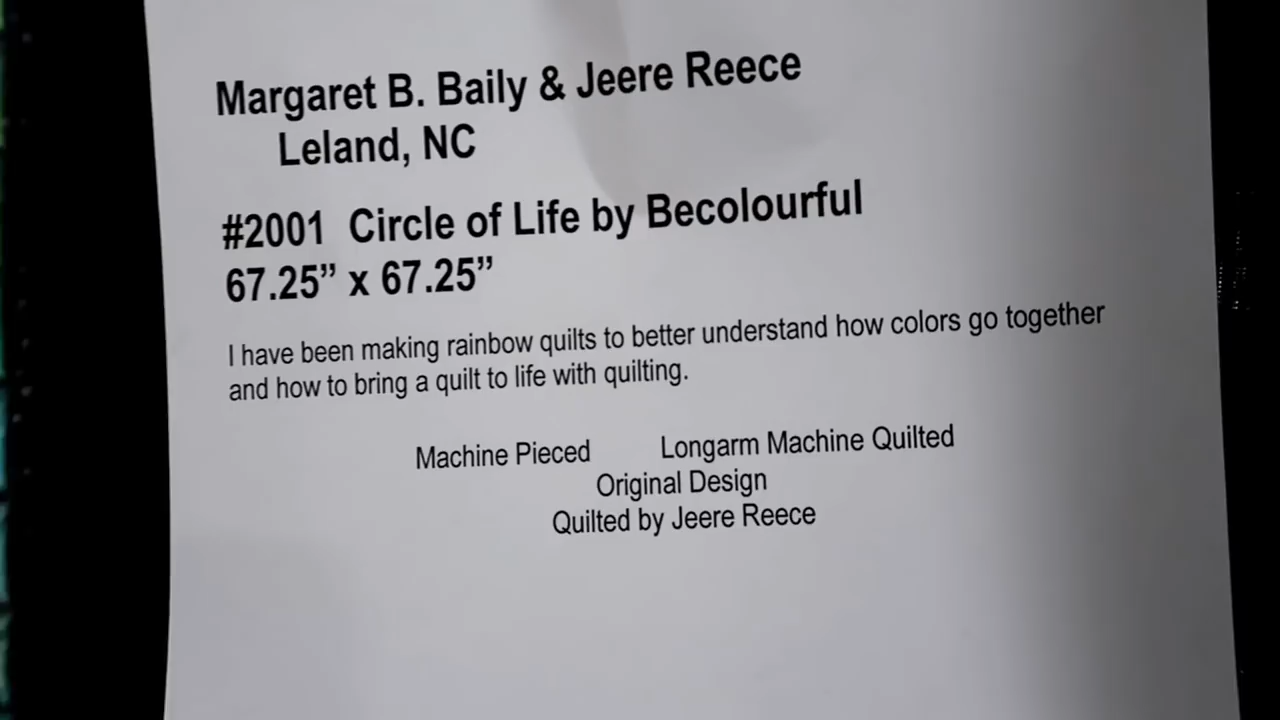 Margaret B. Baily & Jeere Reece
Leland, NC
#2001 Circle of Life by Becolourful
67.25” x 67.25”
I have been making rainbow quilts to better understand how colors go together
and how to bring a quilt to life with quilting.
Machine Pieced Longarm Machine Quilted
Original Design
Quilted by Jeere Reece